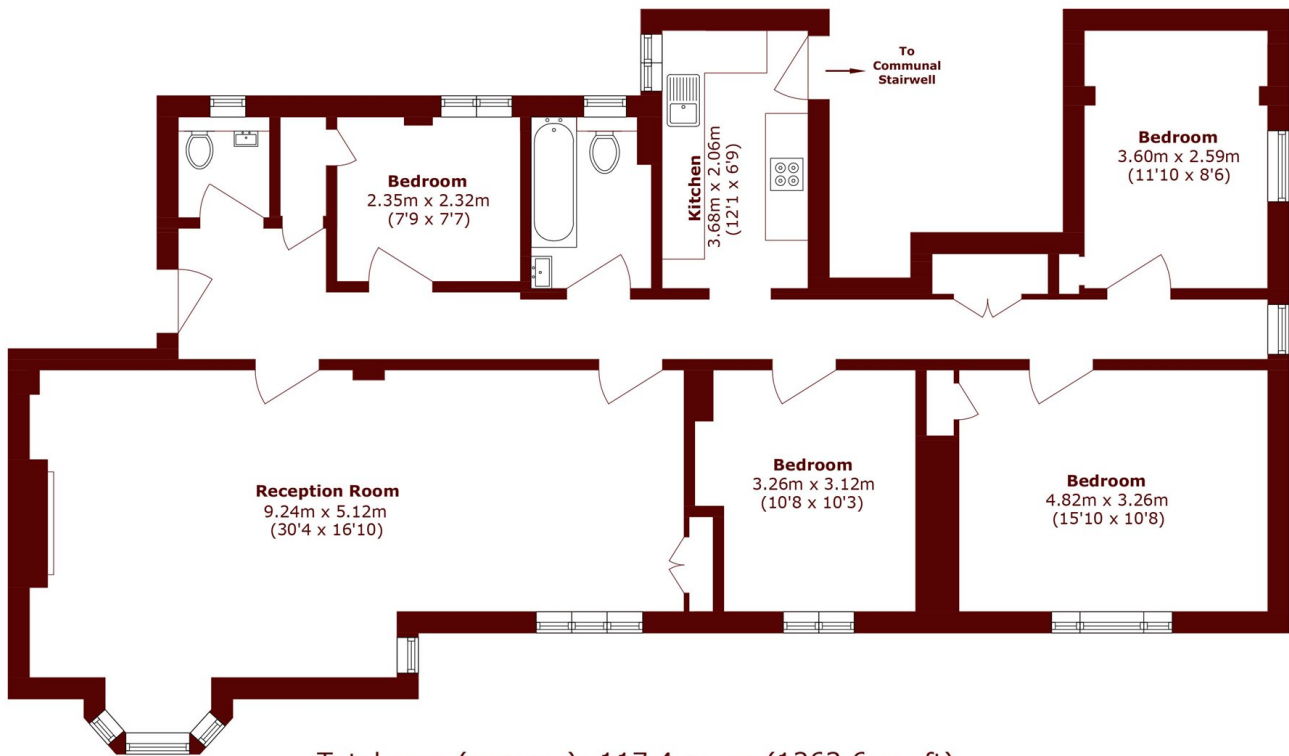 To
Communal
Stairwell
Bedroom
3.60m x 2.59m
(11'10 x 8'6)
Bedroom
2.35m x 2.32m
(7'9 x 7'7)
Kitchen
3.68m x 2.06m
(12'1 x 6'9)
Reception Room
9.24m x 5.12m
(30'4 x 16'10)
Bedroom
3.26m x 3.12m
(10'8 x 10'3)
Bedroom
4.82m x 3.26m
(15'10 x 10'8)